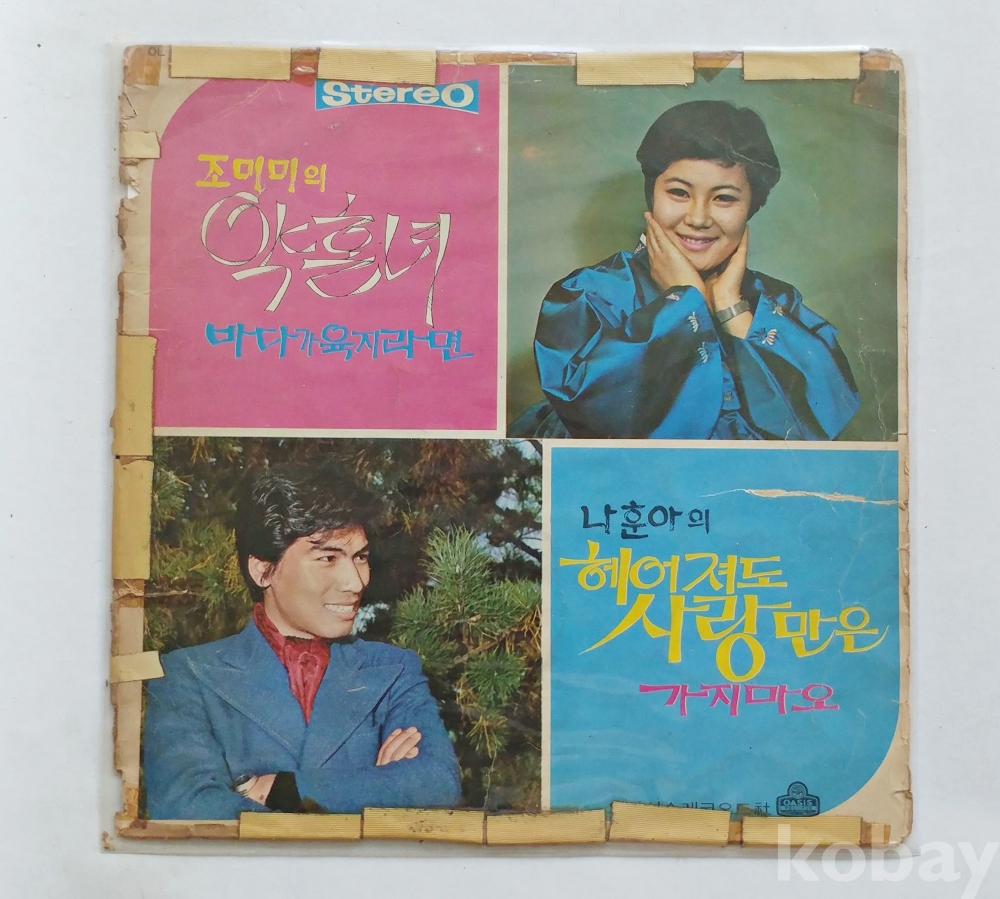 OL
Stereo
조미미의
약혼녀
바다가 육지라면
나훈아의
헤어져도
사랑만은
가지마오
OASIS
kobay